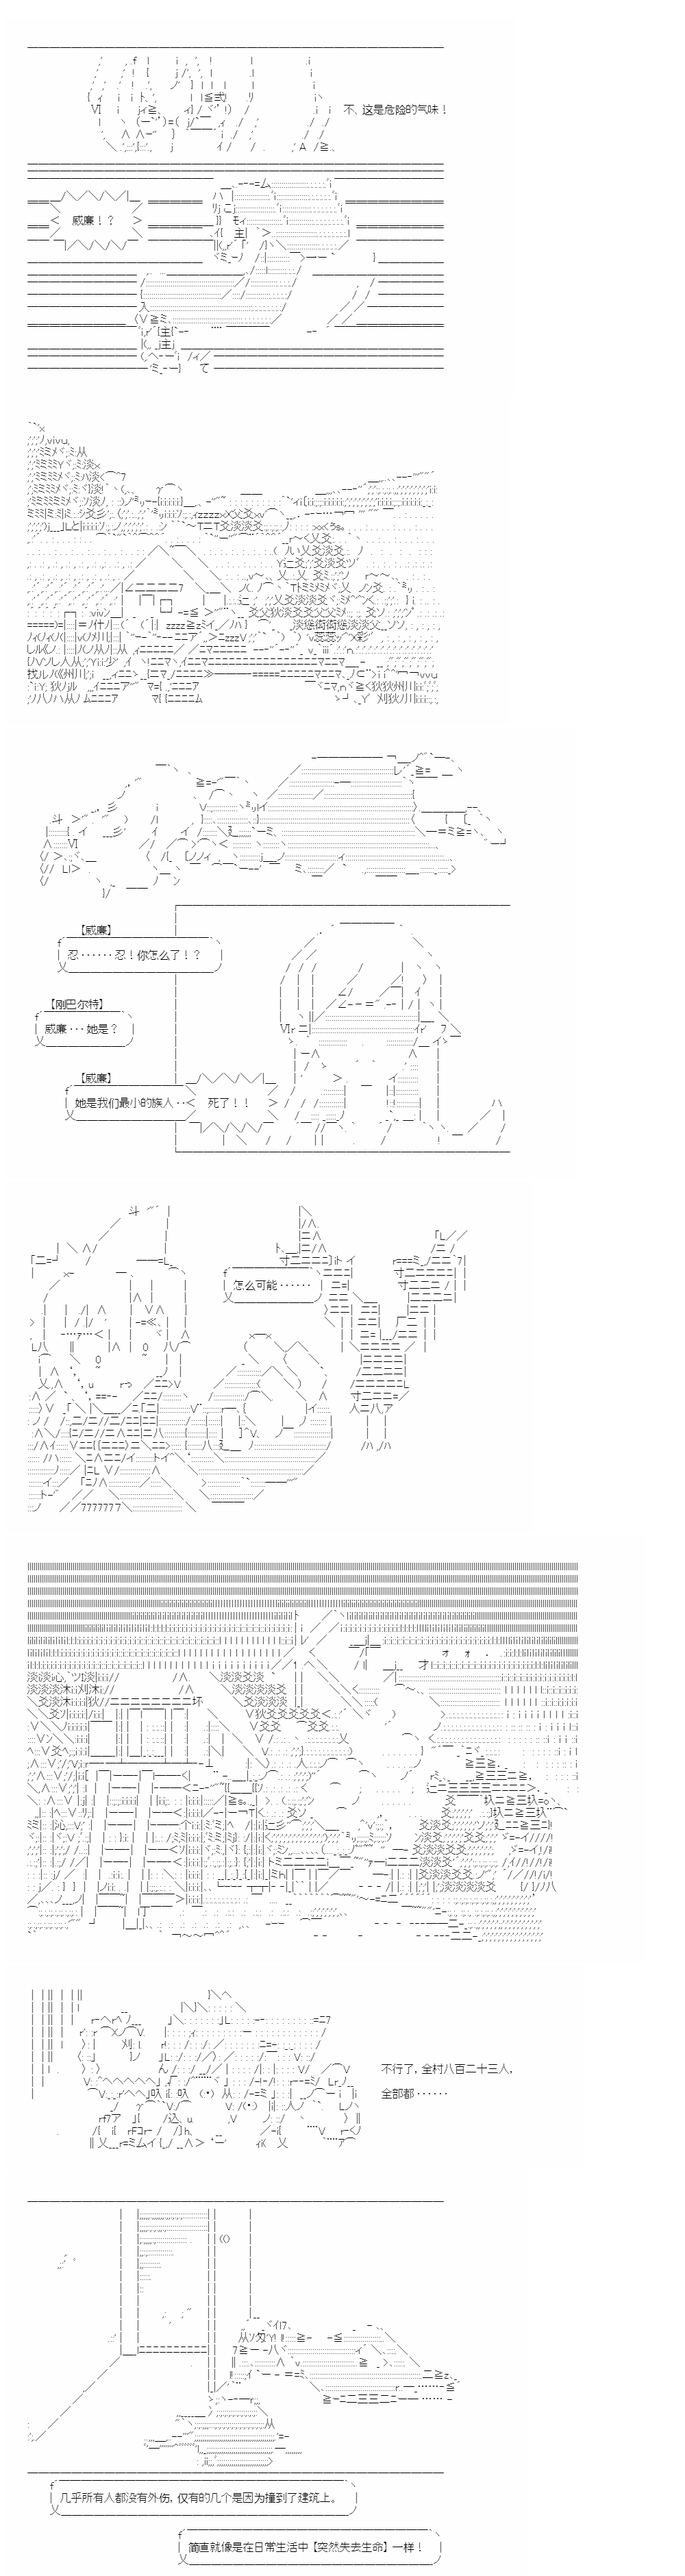 不、这是危险的气味！
威廉！？
【威廉】
忍‥‥‥忍！你怎么了！？
【刚巴尔特】
威廉‥‥她是？
【威廉】
她是我们最小的族人‥‥
死了！！
怎么可能‥‥‥
不行了，全村八百二十三人，
全部都‥‥‥
几乎所有人都没有外伤，仅有的几个是因为撞到了建筑上。
简直就像是在日常生活中【突然失去生命】一样！